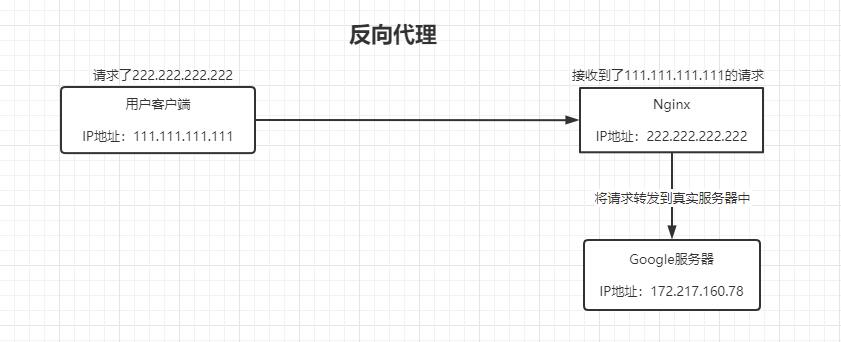 反向代理
请求了222.222.222.222
用户客户端
IP地址：111.111.111.111
接收到了111.111.111.111的请求
Nginx
IP地址：222.222.222.222
将请求转发到真实服务器中
Google服务器
IP地址：172.217.160.78